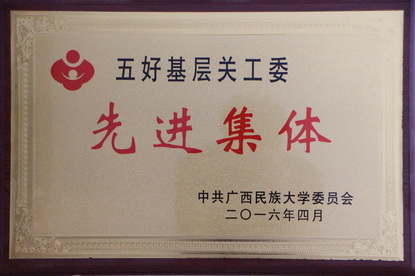 五好基层关工委
先进集体
中共广西民族大学委员会
二〇一六年四月